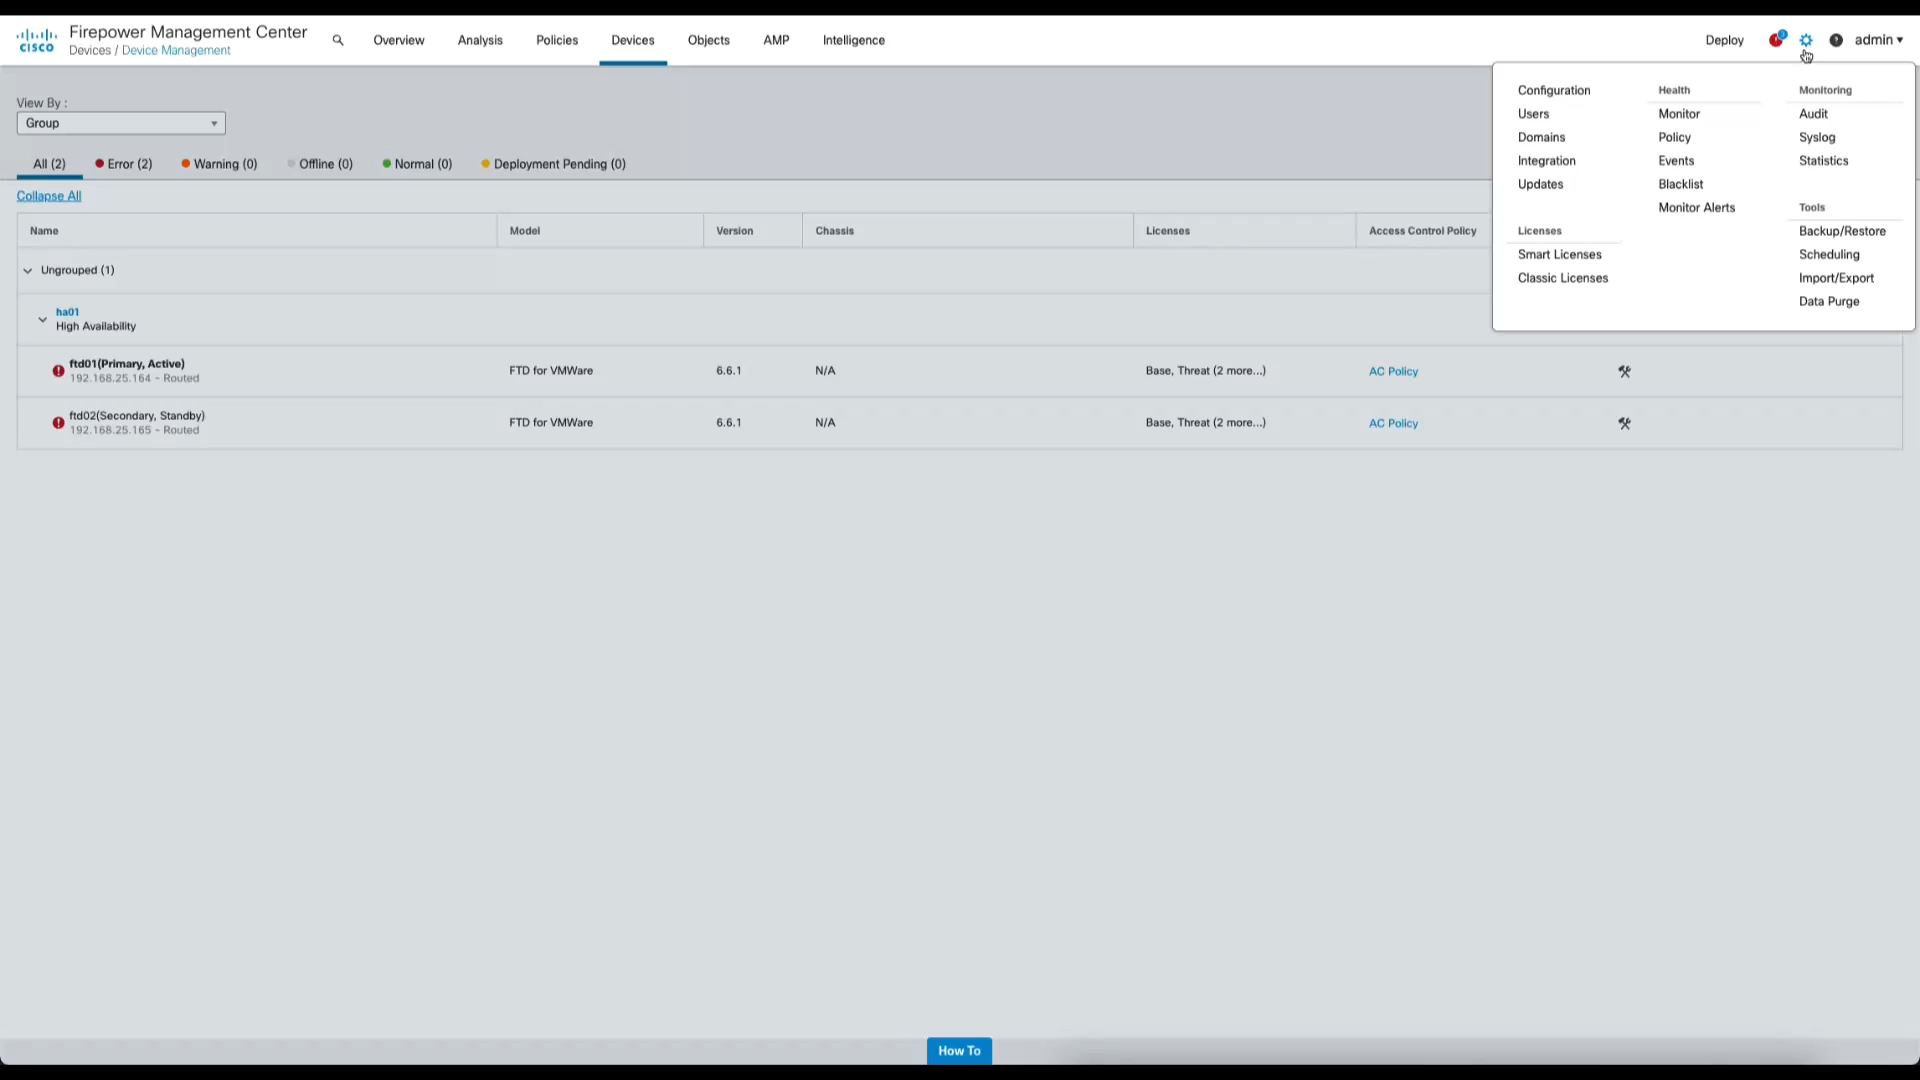 CISCO
Firepower Management Center
Devices / Device Management
Overview
Analysis
Policies
Devices
Objects
AMP
Intelligence
Deploy
admin
View By :
Group
All (2)
Error (2)
Warning (0)
Offline (0)
Normal (0)
Deployment Pending (0)
Collapse All
Name
Model
Version
Chassis
Licenses
Access Control Policy
Ungrouped (1)
ha01
High Availability
ftd01(Primary, Active)
192.168.25.164 - Routed
FTD for VMWare
6.6.1
N/A
Base, Threat (2 more...)
AC Policy
ftd02(Secondary, Standby)
192.168.25.165 - Routed
FTD for VMWare
6.6.1
N/A
Base, Threat (2 more...)
AC Policy
Configuration
Users
Domains
Integration
Updates
Licenses
Smart Licenses
Classic Licenses
Health
Monitor
Policy
Events
Blacklist
Monitor Alerts
Monitoring
Audit
Syslog
Statistics
Tools
Backup/Restore
Scheduling
Import/Export
Data Purge
How To